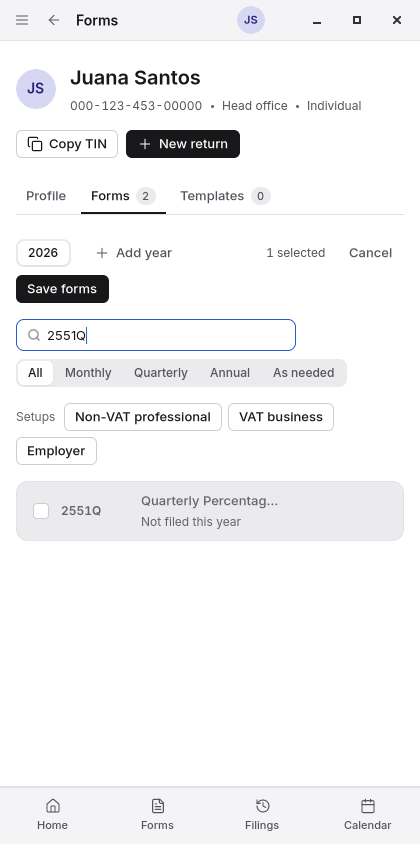 Forms
JS
JS
Juana Santos
000-123-453-00000 • Head office • Individual
Copy TIN
New return
Profile
Forms 2
Templates 0
2026
Add year
1 selected
Cancel
Save forms
2551Q
All
Monthly
Quarterly
Annual
As needed
Setups
Non-VAT professional
VAT business
Employer
2551Q
Quarterly Percentag...
Not filed this year
Home
Forms
Filings
Calendar